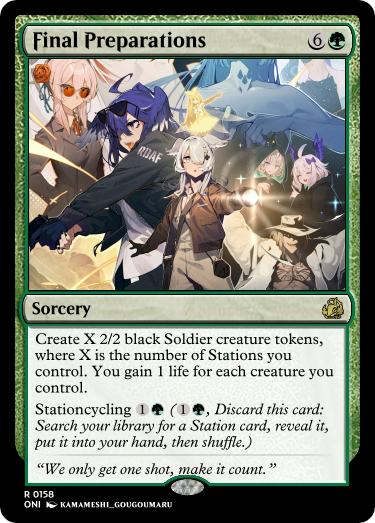 Final Preparations 6
RDAF
Sorcery
Create X 2/2 black Soldier creature tokens,
where X is the number of Stations you
control. You gain 1 life for each creature you
control.
Stationcycling 1 (1, Discard this card:
Search your library for a Station card, reveal it,
put it into your hand, then shuffle.)
“We only get one shot, make it count.”
R 0158
ONI KAMAMESHI_GOUGOUMARU